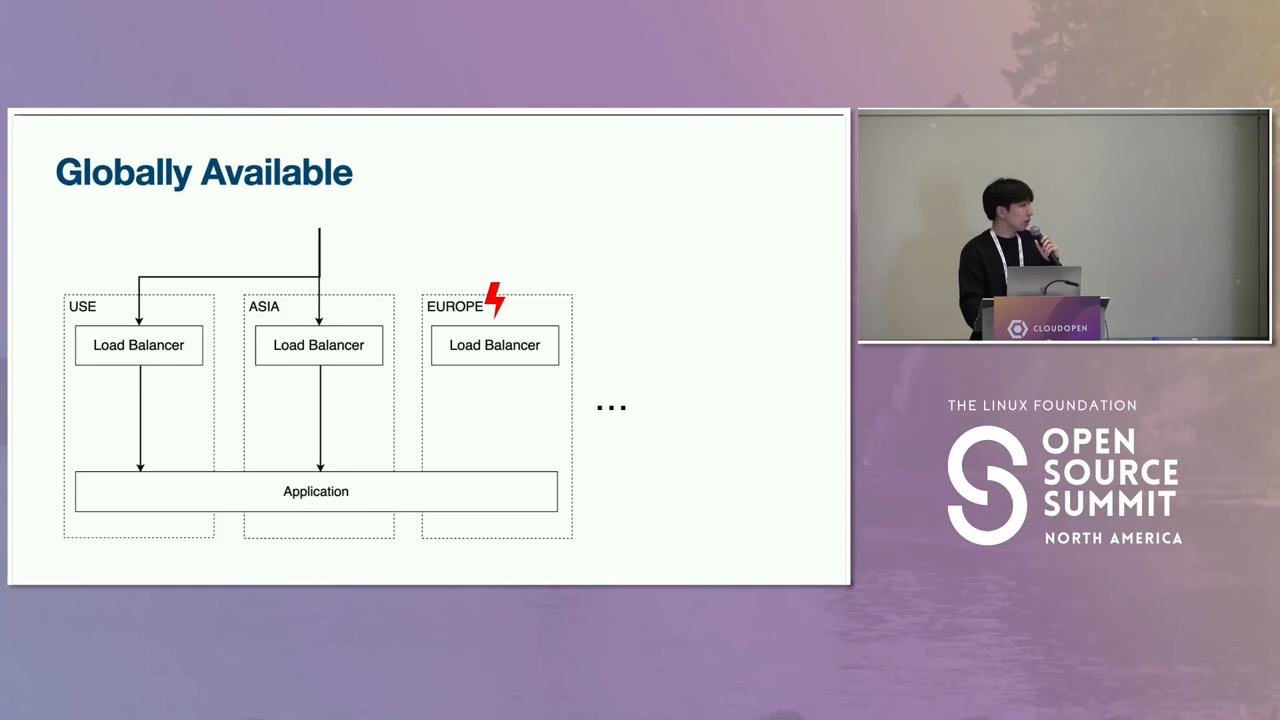 Globally Available
USE
ASIA
EUROPE
Load Balancer
Load Balancer
Load Balancer
...
Application
CLOUDOPEN
THE LINUX FOUNDATION
OPEN
SOURCE
SUMMIT
NORTH AMERICA